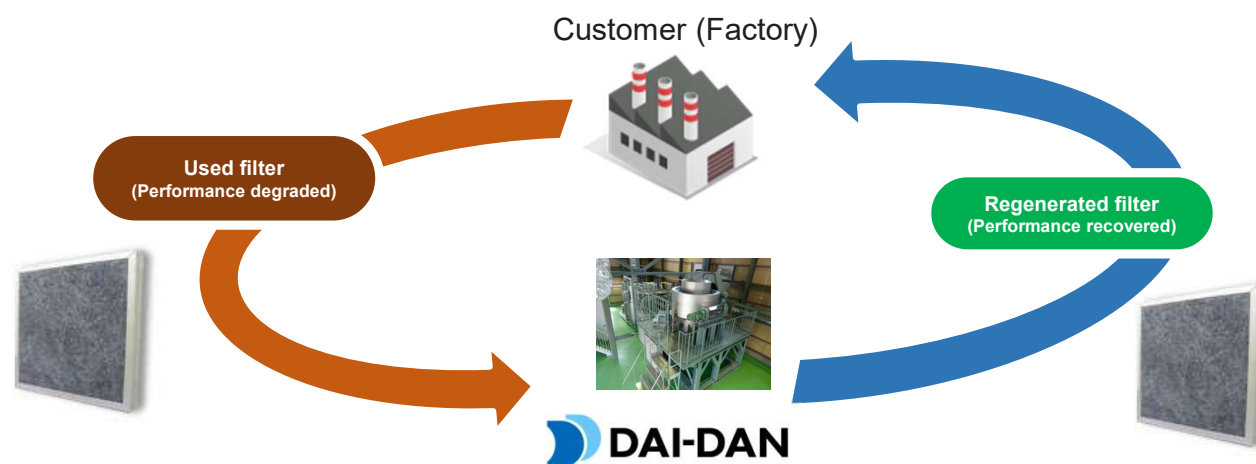 Customer (Factory)
Used filter
(Performance degraded)
Regenerated filter
(Performance recovered)
DAI-DAN